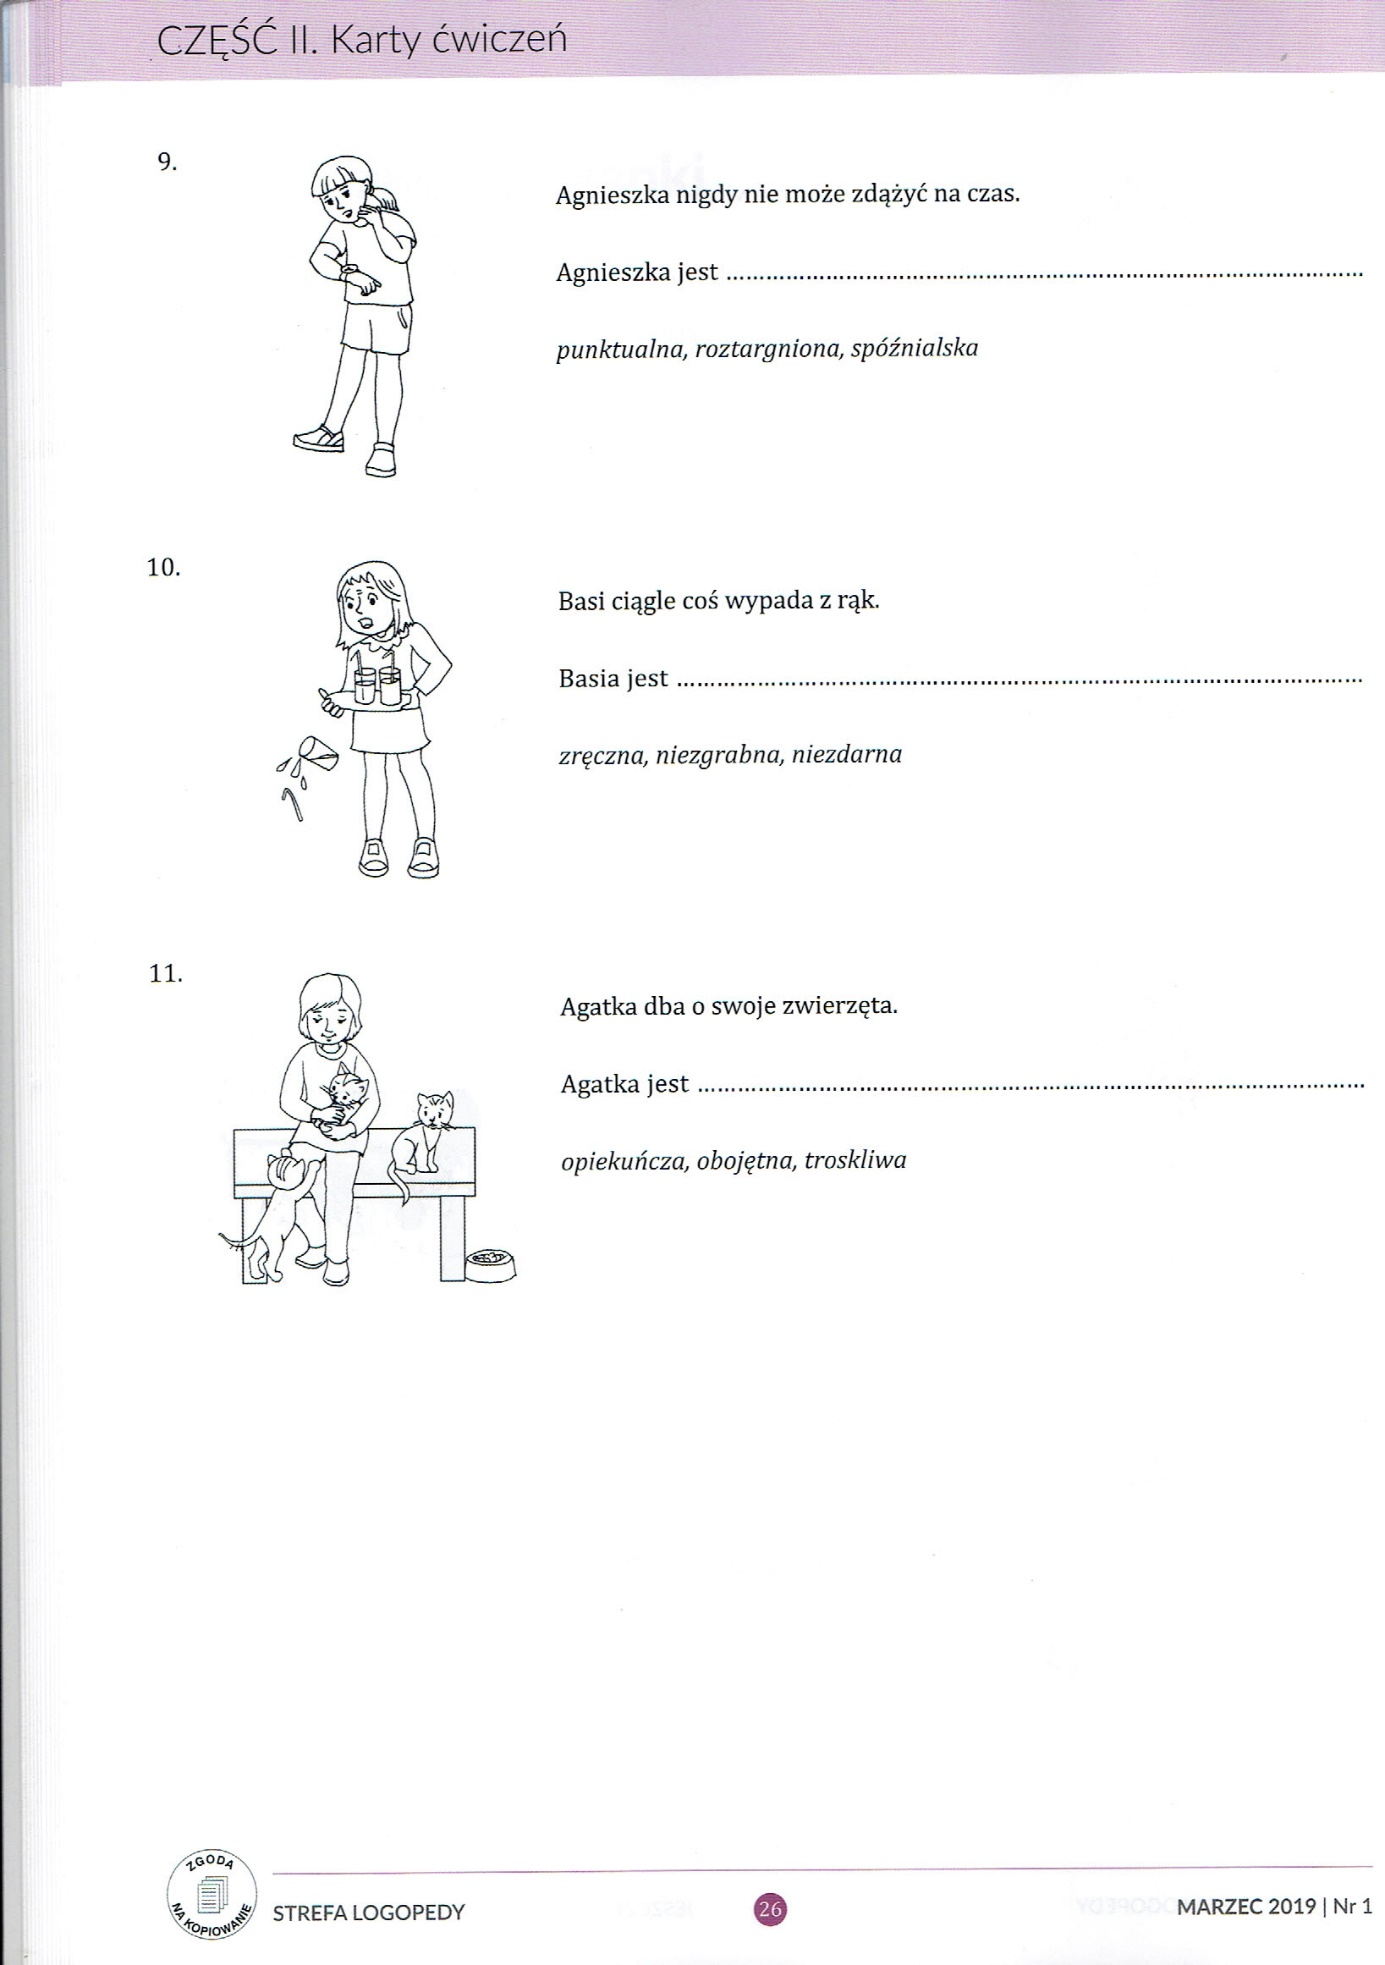 CZĘŚĆ II. Karty ćwiczeń
9.
Agnieszka nigdy nie może zdążyć na czas.
Agnieszka jest ........................................................................................................
punktualna, roztargniona, spóźnialska
10.
Basi ciągle coś wypada z rąk.
Basia jest ........................................................................................................
zręczna, niezgrabna, niezdarna
11.
Agatka dba o swoje zwierzęta.
Agatka jest ........................................................................................................
opiekuńcza, obojętna, troskliwa
ZGODA
NA KOPIOWANIE
STREFA LOGOPEDY
26
MARZEC 2019 | Nr 1